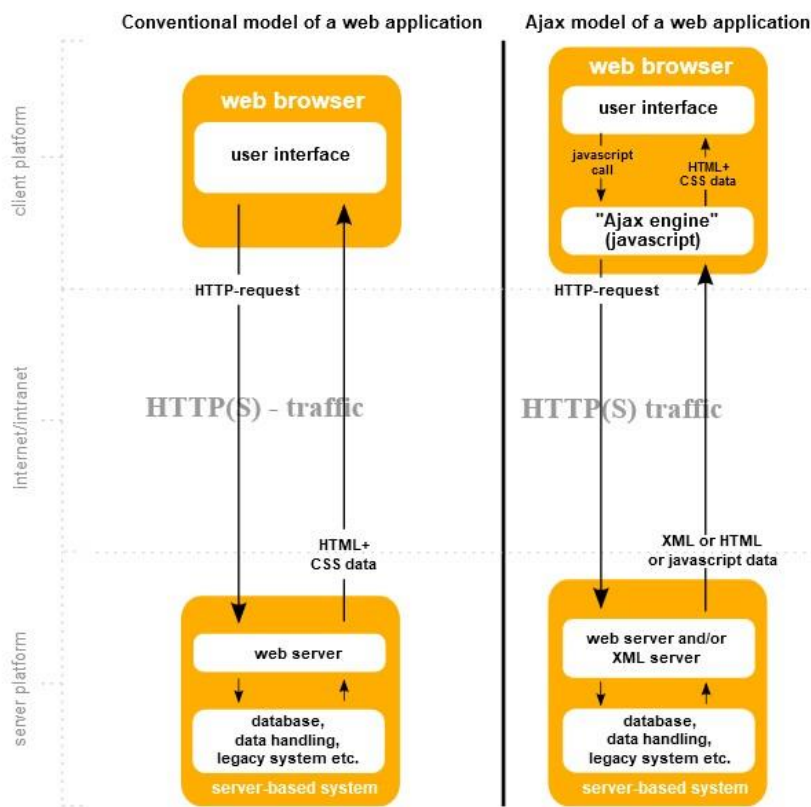 Conventional model of a web application
web browser
user interface
HTTP-request
HTTP(S) - traffic
HTML+
CSS data
web server
database,
data handling,
legacy system etc.
server-based system
Ajax model of a web application
web browser
user interface
javascript
call
HTML+
CSS data
"Ajax engine"
(javascript)
HTTP-request
HTTP(S) traffic
XML or HTML
or javascript data
web server and/or
XML server
database,
data handling,
legacy system etc.
server-based system
client platform
Internet/intranet
server platform